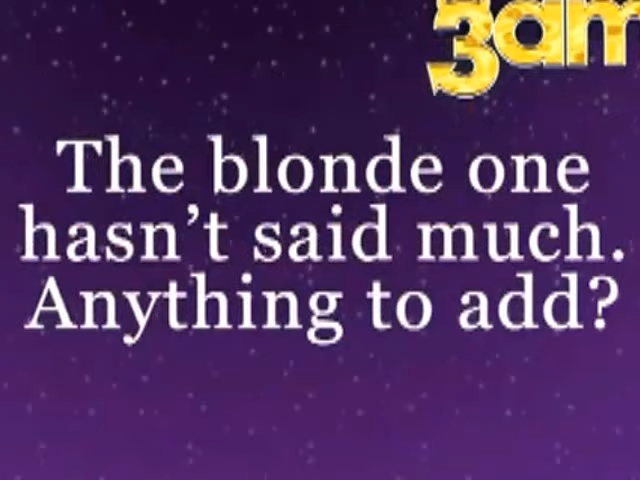 3am
The blonde one
hasn't said much.
Anything to add?